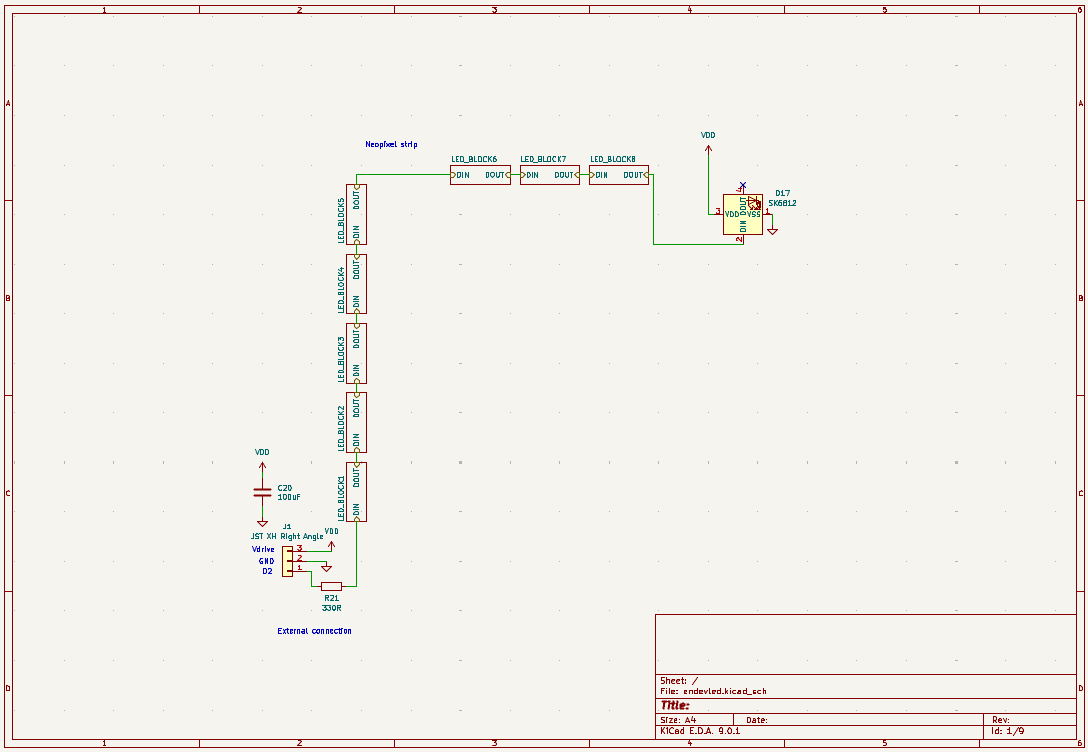 1 2 3 4 5 6
A A
Neopixel strip
VDD
LED_BLOCK6 LED_BLOCK7 LED_BLOCK8
DIN DOUT DIN DOUT DIN DOUT
D17
SK6812
4
DOUT
3 VDD VSS 1
DIN
2
DOUT
LED_BLOCK5
DIN
DOUT
LED_BLOCK4
DIN
B B
DOUT
LED_BLOCK3
DIN
DOUT
LED_BLOCK2
DIN
DOUT
LED_BLOCK1
DIN
VDD
C20
100uF
C C
J1
JST XH Right Angle
VDD
Vdrive 3
GND 2
D2 1
R21
330R
External connection
D D
Sheet: /
File: endevled.kicad_sch
Title:
Size: A4 Date: Rev:
KiCad E.D.A. 9.0.1 Id: 1/9
1 2 3 4 5 6